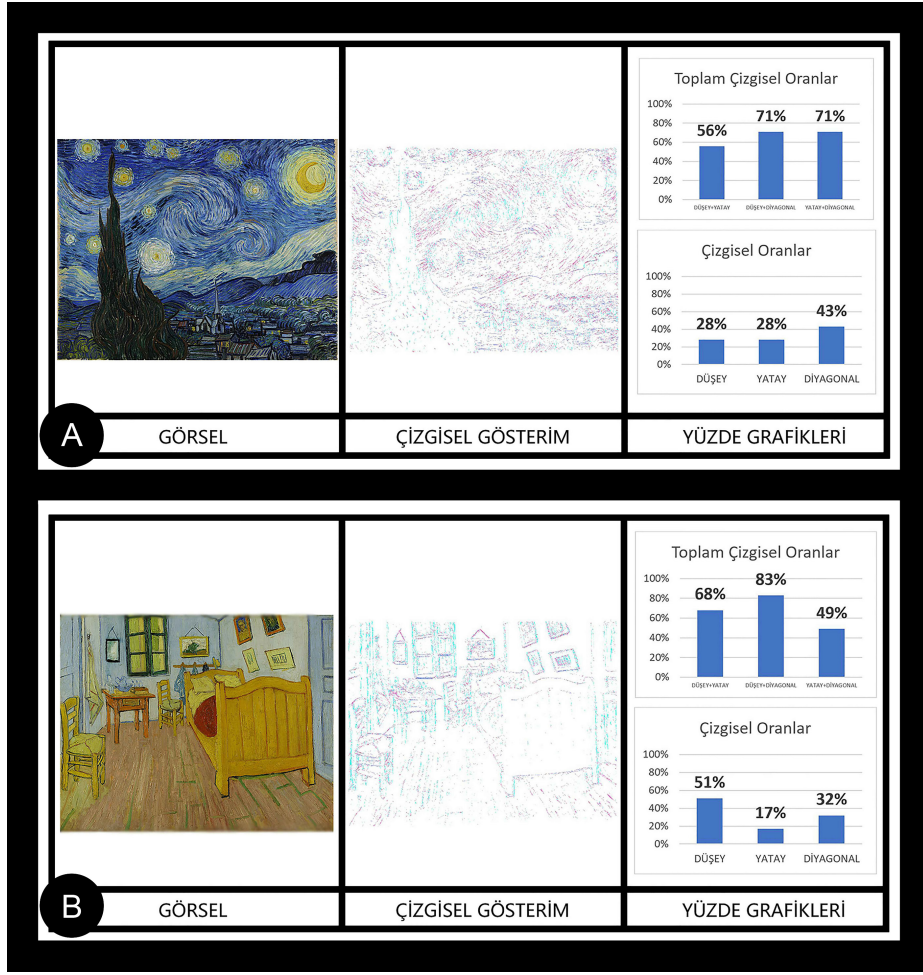 Toplam Çizgisel Oranlar
100%
80%
60%
40%
20%
0%
56%
71%
71%
DÜŞEY+YATAY
DÜŞEY+DİYAGONAL
YATAY+DİYAGONAL
Çizgisel Oranlar
100%
80%
60%
40%
20%
0%
28%
28%
43%
DÜŞEY
YATAY
DİYAGONAL
A
GÖRSEL
ÇİZGİSEL GÖSTERİM
YÜZDE GRAFİKLERİ
Toplam Çizgisel Oranlar
100%
80%
60%
40%
20%
0%
68%
83%
49%
DÜŞEY+YATAY
DÜŞEY+DİYAGONAL
YATAY+DİYAGONAL
Çizgisel Oranlar
100%
80%
60%
40%
20%
0%
51%
17%
32%
DÜŞEY
YATAY
DİYAGONAL
B
GÖRSEL
ÇİZGİSEL GÖSTERİM
YÜZDE GRAFİKLERİ